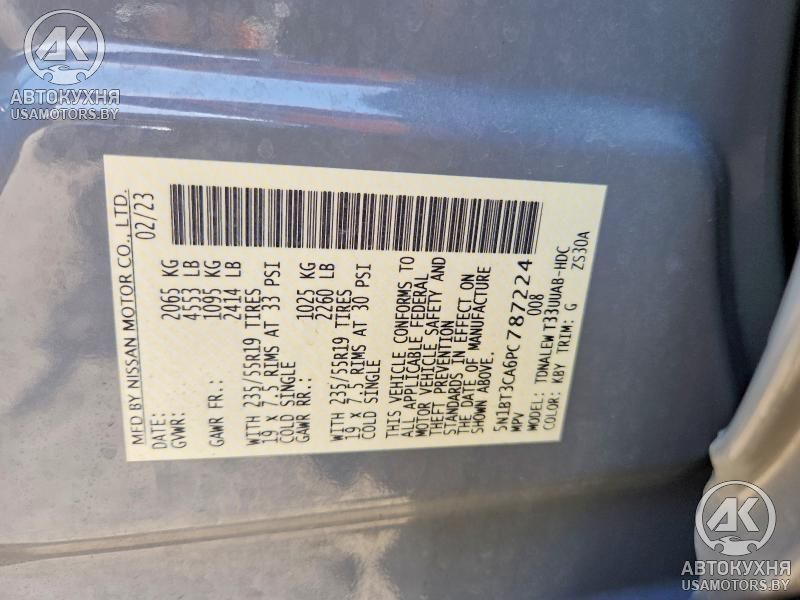 AK
АВТОКУХНЯ
USAMOTORS.BY
MFD BY NISSAN MOTOR CO., LTD.
DATE: 02/23
GVWR: 2065 KG
4553 LB
GAWR FR.: 1095 KG
2414 LB
WITH 235/55R19 TIRES
19 X 7.5 RIMS AT 33 PSI
COLD SINGLE
GAWR RR.: 1025 KG
2260 LB
WITH 235/55R19 TIRES
19 X 7.5 RIMS AT 30 PSI
COLD SINGLE
THIS VEHICLE CONFORMS TO
ALL APPLICABLE FEDERAL
MOTOR VEHICLE SAFETY AND
THEFT PREVENTION
STANDARDS IN EFFECT ON
THE DATE OF MANUFACTURE
SHOWN ABOVE.
5N1BT3CA6PC787224
MPV 008
MODEL: TDNALEW T33UUAB-HDC
COLOR: KBY TRIM: G ZS30A
AK
АВТОКУХНЯ
USAMOTORS.BY